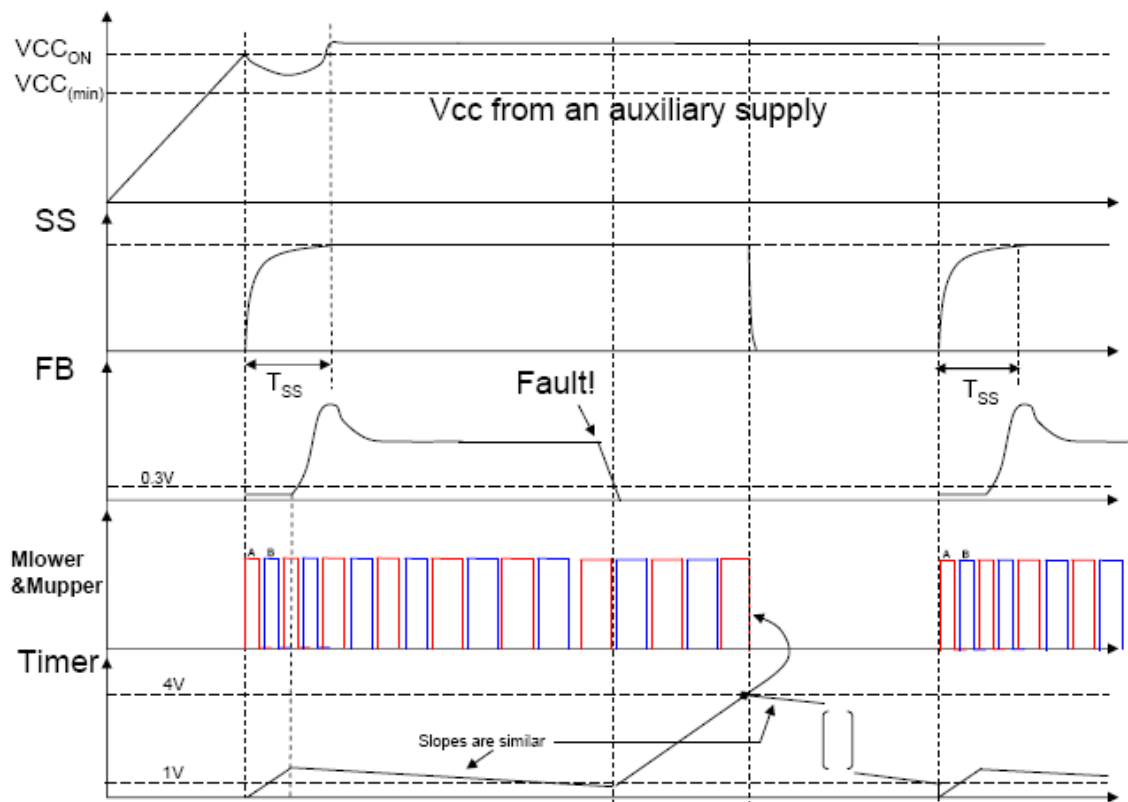 VCC_ON
VCC_(min)
Vcc from an auxiliary supply
SS
FB
T_SS
T_SS
Fault!
0.3V
Mlower
&Mupper
A B
A B
Timer
4V
Slopes are similar
1V